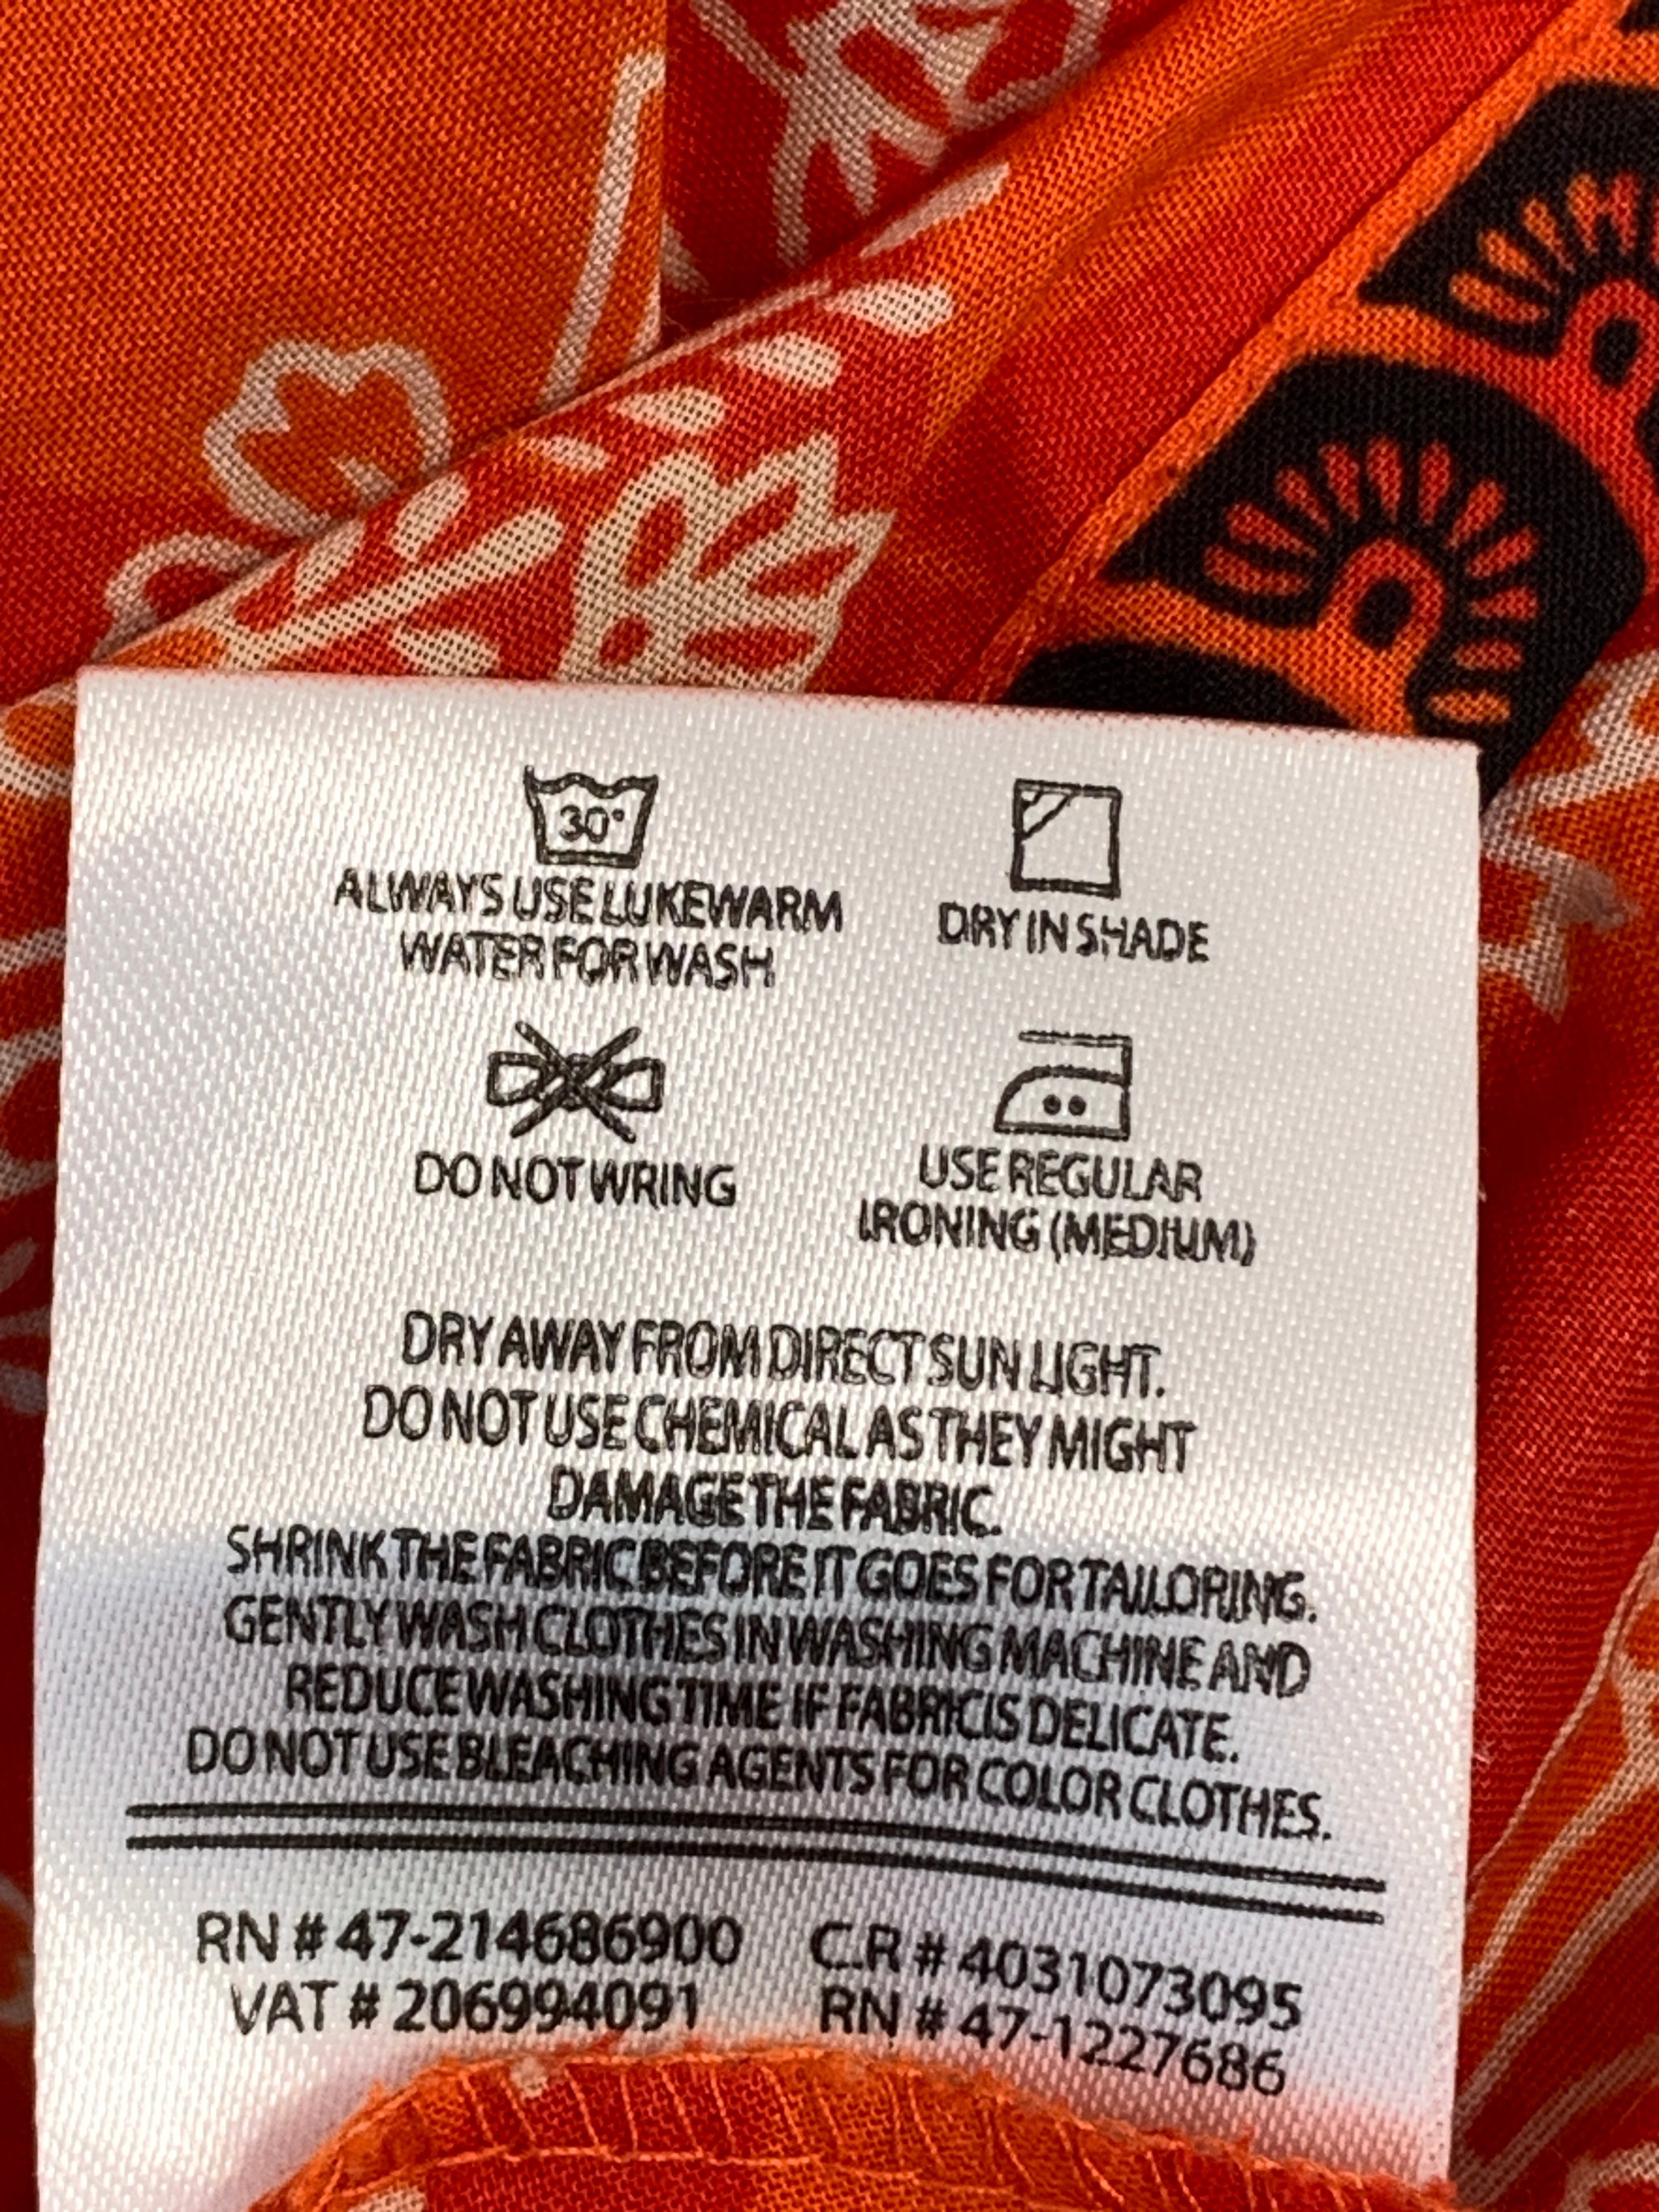 30°
ALWAYS USE LUKEWARM
WATER FOR WASH
DRY IN SHADE
DO NOT WRING
USE REGULAR
IRONING (MEDIUM)
DRY AWAY FROM DIRECT SUN LIGHT.
DO NOT USE CHEMICAL AS THEY MIGHT
DAMAGE THE FABRIC.
SHRINK THE FABRIC BEFORE IT GOES FOR TAILORING.
GENTLY WASH CLOTHES IN WASHING MACHINE AND
REDUCE WASHING TIME IF FABRIC IS DELICATE.
DO NOT USE BLEACHING AGENTS FOR COLOR CLOTHES.
RN # 47-214686900 C.R # 4031073095
VAT # 206994091 RN # 47-1227686